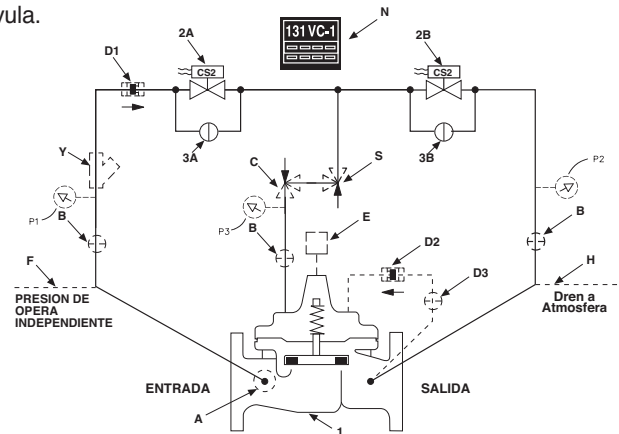 yula.
2A
N
2B
D1
131 VC-1
CS2
CS2
3A
3B
Y
C
S
P2
P1
B
P3
B
E
B
D2
F
D3
H
PRESION DE
OPERA
INDEPENDIENTE
Dren a
Atmosfera
ENTRADA
SALIDA
A
1